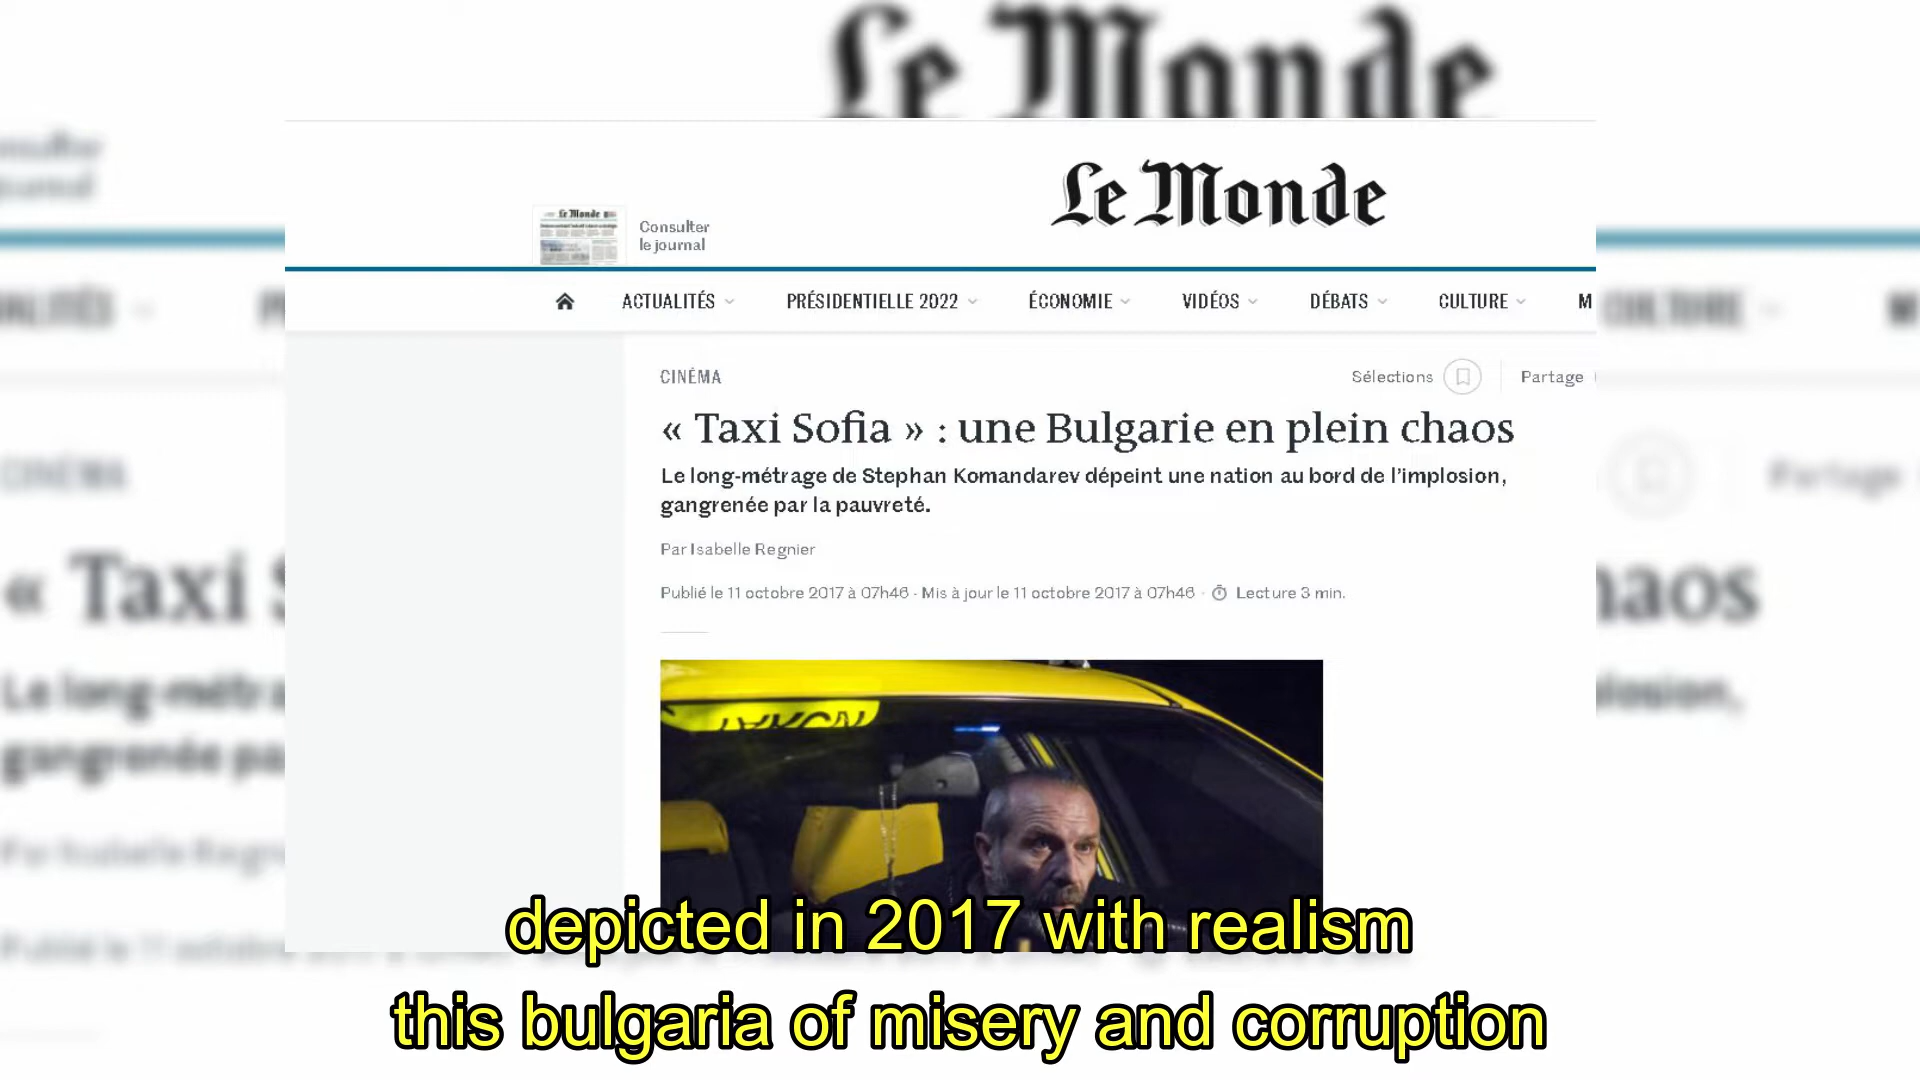 Le Monde
Le Monde
Consulter
le journal
ACTUALITÉS
PRÉSIDENTIELLE 2022
ÉCONOMIE
VIDÉOS
DÉBATS
CULTURE
M
CINÉMA
Sélections
Partage
« Taxi Sofia » : une Bulgarie en plein chaos
Le long-métrage de Stephan Komandarev dépeint une nation au bord de l’implosion,
gangrenée par la pauvreté.
Par Isabelle Regnier
Publié le 11 octobre 2017 à 07h46 - Mis à jour le 11 octobre 2017 à 07h46 · Lecture 3 min.
depicted in 2017 with realism
this bulgaria of misery and corruption